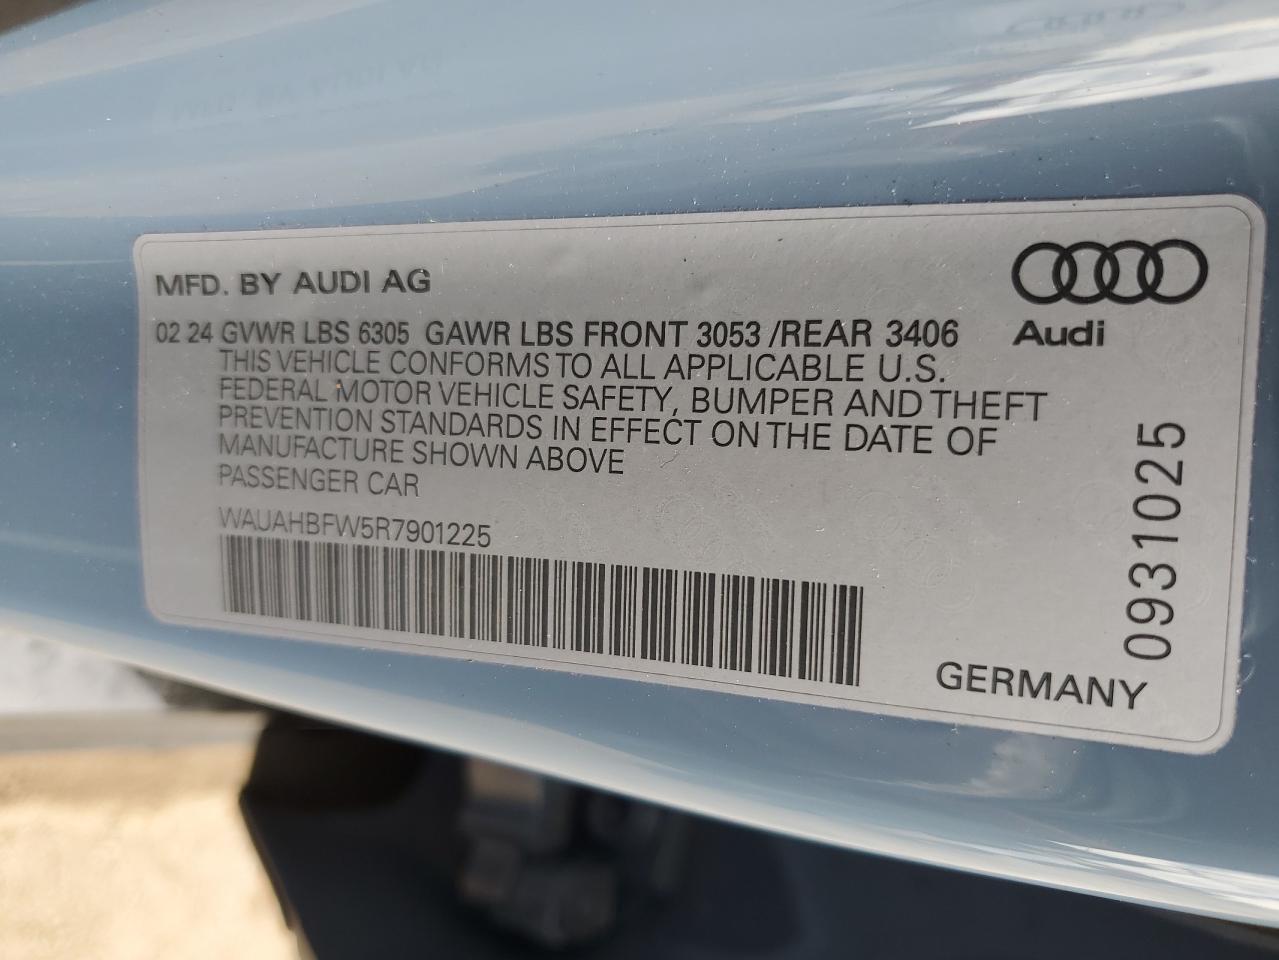 MFD. BY AUDI AG
Audi
02 24 GVWR LBS 6305 GAWR LBS FRONT 3053 /REAR 3406
THIS VEHICLE CONFORMS TO ALL APPLICABLE U.S.
FEDERAL MOTOR VEHICLE SAFETY, BUMPER AND THEFT
PREVENTION STANDARDS IN EFFECT ON THE DATE OF
MANUFACTURE SHOWN ABOVE
PASSENGER CAR
WAUAHBFW5R7901225
0931025
GERMANY